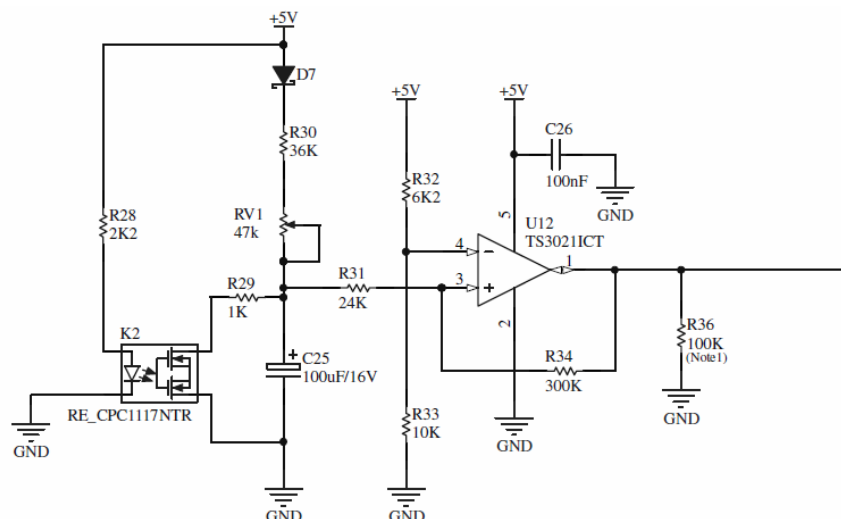 +5V
D7
R30
36K
RV1
47k
R28
2K2
R29
1K
K2
RE_CPC1117NTR
GND
C25
+
100uF/16V
GND
R31
24K
+5V
R32
6K2
R33
10K
GND
+5V
C26
100nF
GND
5
U12
TS3021ICT
4
-
3
+
1
2
GND
R34
300K
R36
100K
(Note1)
GND